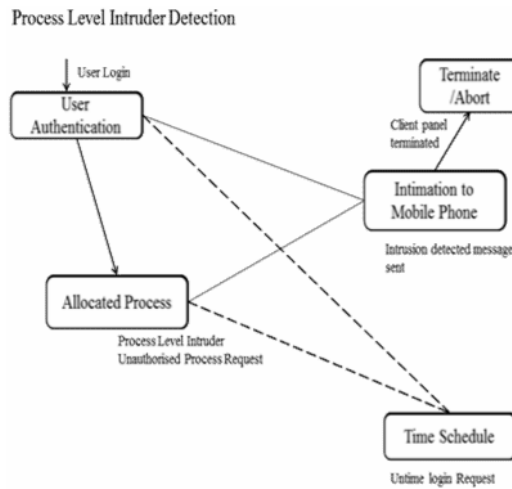 Process Level Intruder Detection
User Login
User
Authentication
Terminate
/Abort
Client panel
terminated
Intimation to
Mobile Phone
Intrusion detected message
sent
Allocated Process
Process Level Intruder
Unauthorised Process Request
Time Schedule
Untime login Request